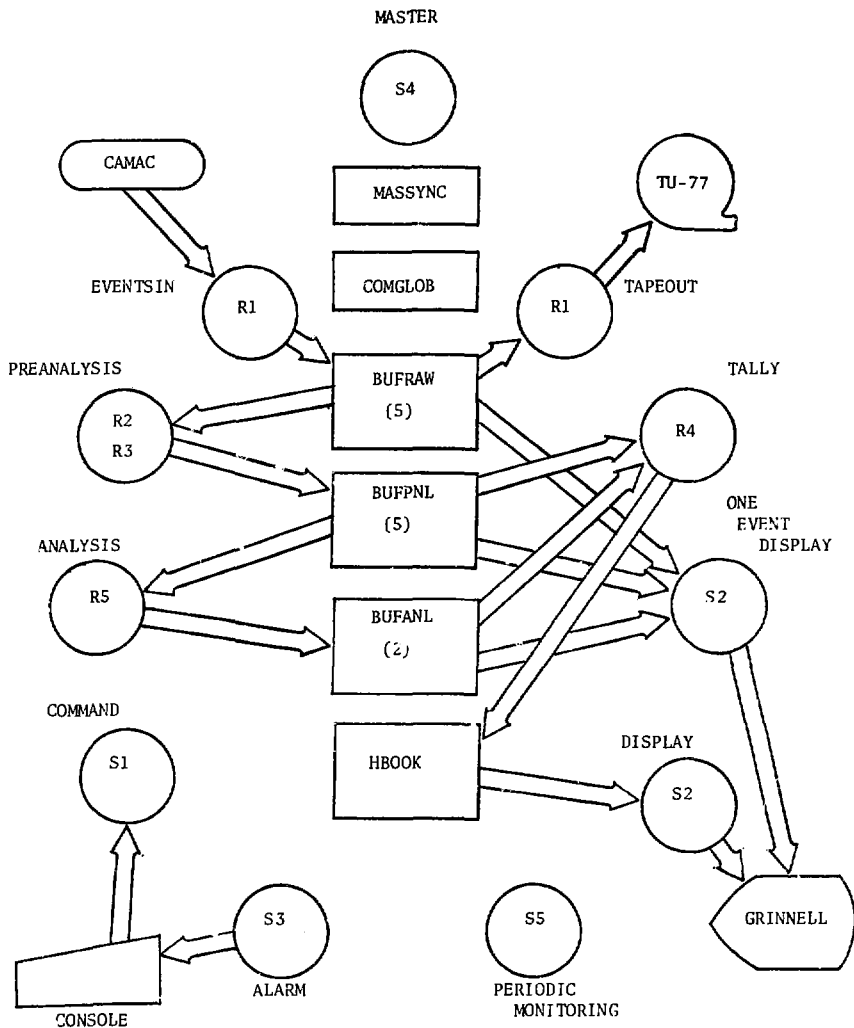 MASTER
S4
CAMAC
MASSYNC
TU-77
EVENTSIN
R1
COMGLOB
R1
TAPEOUT
PREANALYSIS
R2
R3
BUFRAW
(5)
TALLY
R4
BUFPNL
(5)
ONE
EVENT
DISPLAY
ANALYSIS
R5
BUFANL
(2)
S2
COMMAND
S1
HBOOK
DISPLAY
S2
S3
ALARM
S5
PERIODIC
MONITORING
GRINNELL
CONSOLE